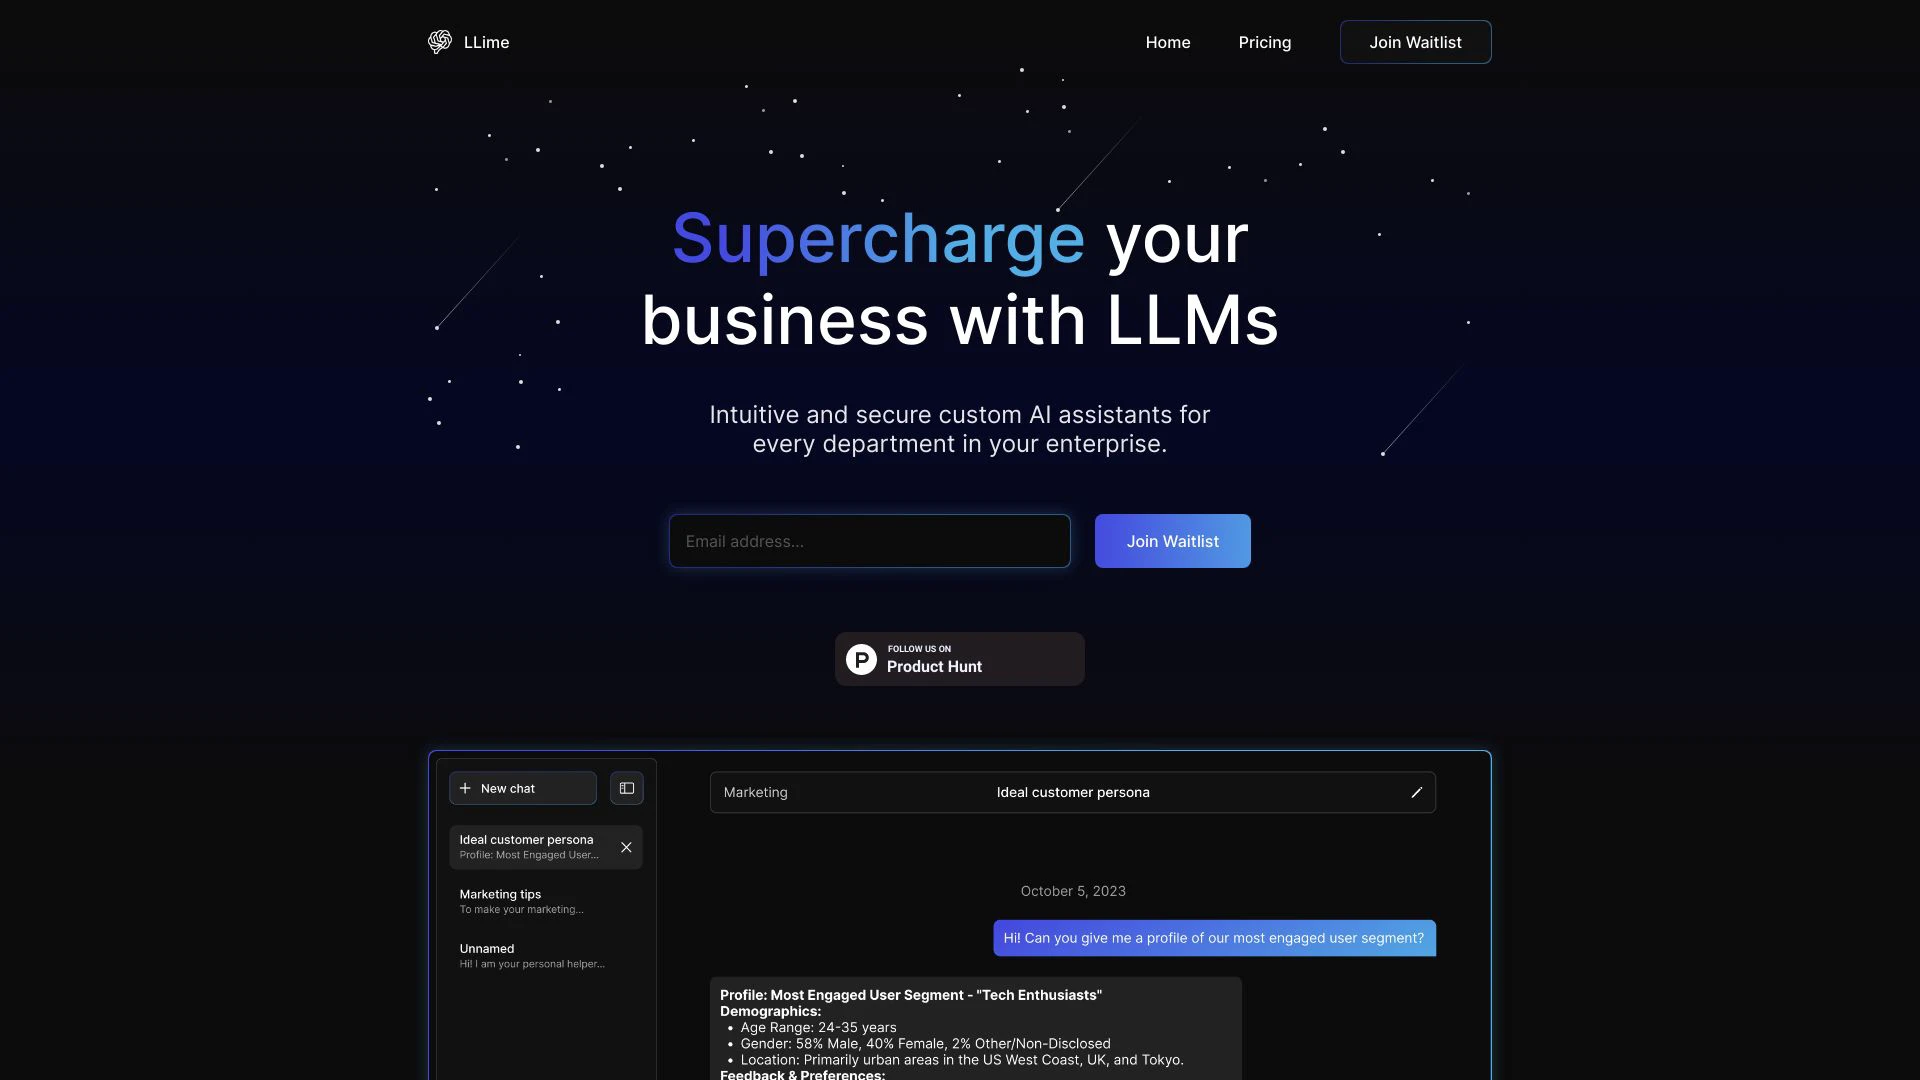 LLime
Home
Pricing
Join Waitlist
Supercharge your
business with LLMs
Intuitive and secure custom AI assistants for
every department in your enterprise.
Email address...
Join Waitlist
FOLLOW US ON
Product Hunt
New chat
Ideal customer persona
Profile: Most Engaged User...
Marketing tips
To make your marketing...
Unnamed
Hi! I am your personal helper...
Marketing
Ideal customer persona
October 5, 2023
Hi! Can you give me a profile of our most engaged user segment?
Profile: Most Engaged User Segment - "Tech Enthusiasts"
Demographics:
• Age Range: 24-35 years
• Gender: 58% Male, 40% Female, 2% Other/Non-Disclosed
• Location: Primarily urban areas in the US West Coast, UK, and Tokyo.
Feedback & Preferences: